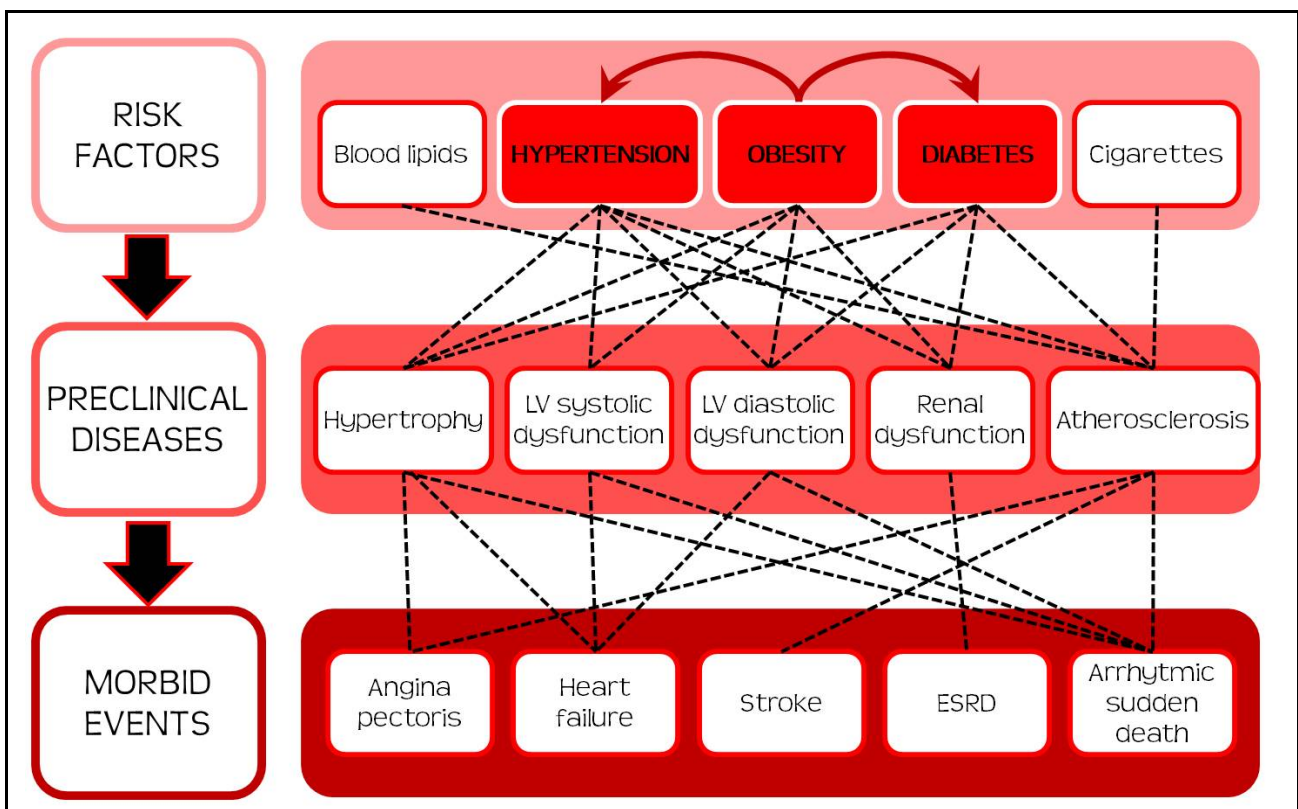 RISK
FACTORS
Blood lipids
HYPERTENSION
OBESITY
DIABETES
Cigarettes
PRECLINICAL
DISEASES
Hypertrophy
LV systolic
dysfunction
LV diastolic
dysfunction
Renal
dysfunction
Atherosclerosis
MORBID
EVENTS
Angina
pectoris
Heart
failure
Stroke
ESRD
Arrhytmic
sudden
death